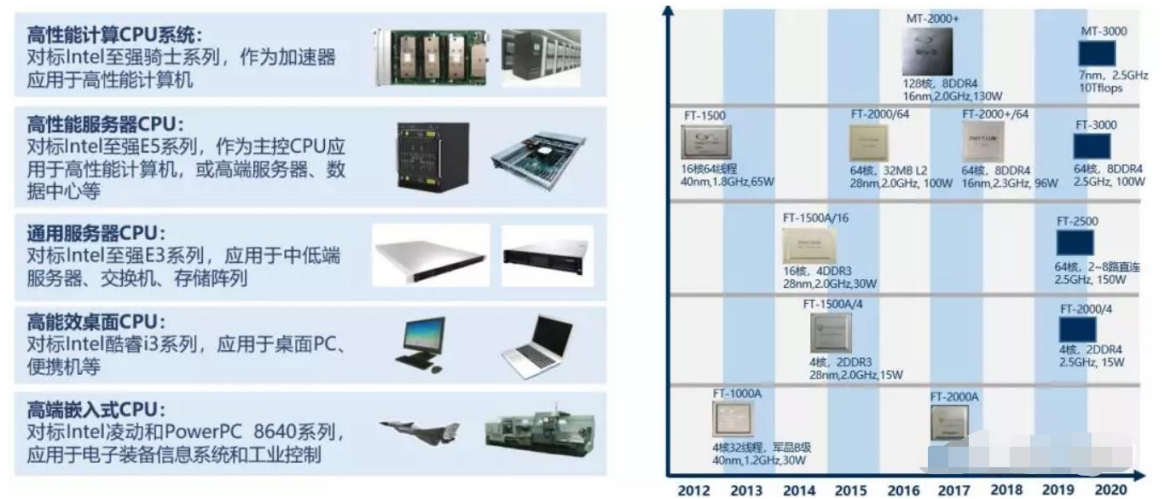 高性能计算CPU系统：
对标Intel至强骑士系列，作为加速器
应用于高性能计算机
高性能服务器CPU：
对标Intel至强E5系列，作为主控CPU应
用于高性能计算机，或高端服务器、数
据中心等
通用服务器CPU：
对标Intel至强E3系列，应用于中低端
服务器、交换机、存储阵列
高能效桌面CPU：
对标Intel酷睿i3系列，应用于桌面PC、
便携机等
高端嵌入式CPU：
对标Intel凌动和PowerPC 8640系列，
应用于电子装备信息系统和工业控制
MT-2000+
128核，8DDR4
16nm,2.0GHz,130W
MT-3000
7nm，2.5GHz
10Tflops
FT-1500
16核64线程
40nm,1.8GHz,65W
FT-2000/64
64核，32MB L2
28nm,2.0GHz, 100W
FT-2000+/64
64核，8DDR4
16nm,2.3GHz, 96W
FT-3000
64核，8DDR4
2.5GHz, 100W
FT-1500A/16
16核，4DDR3
28nm,2.0GHz,30W
FT-2500
64核，2~8路直连
2.5GHz, 150W
FT-1500A/4
4核，2DDR3
28nm,2.0GHz,15W
FT-2000/4
4核，2DDR4
2.5GHz, 15W
FT-1000A
4核32线程，军品B级
40nm,1.2GHz,30W
FT-2000A
2012 2013 2014 2015 2016 2017 2018 2019 2020